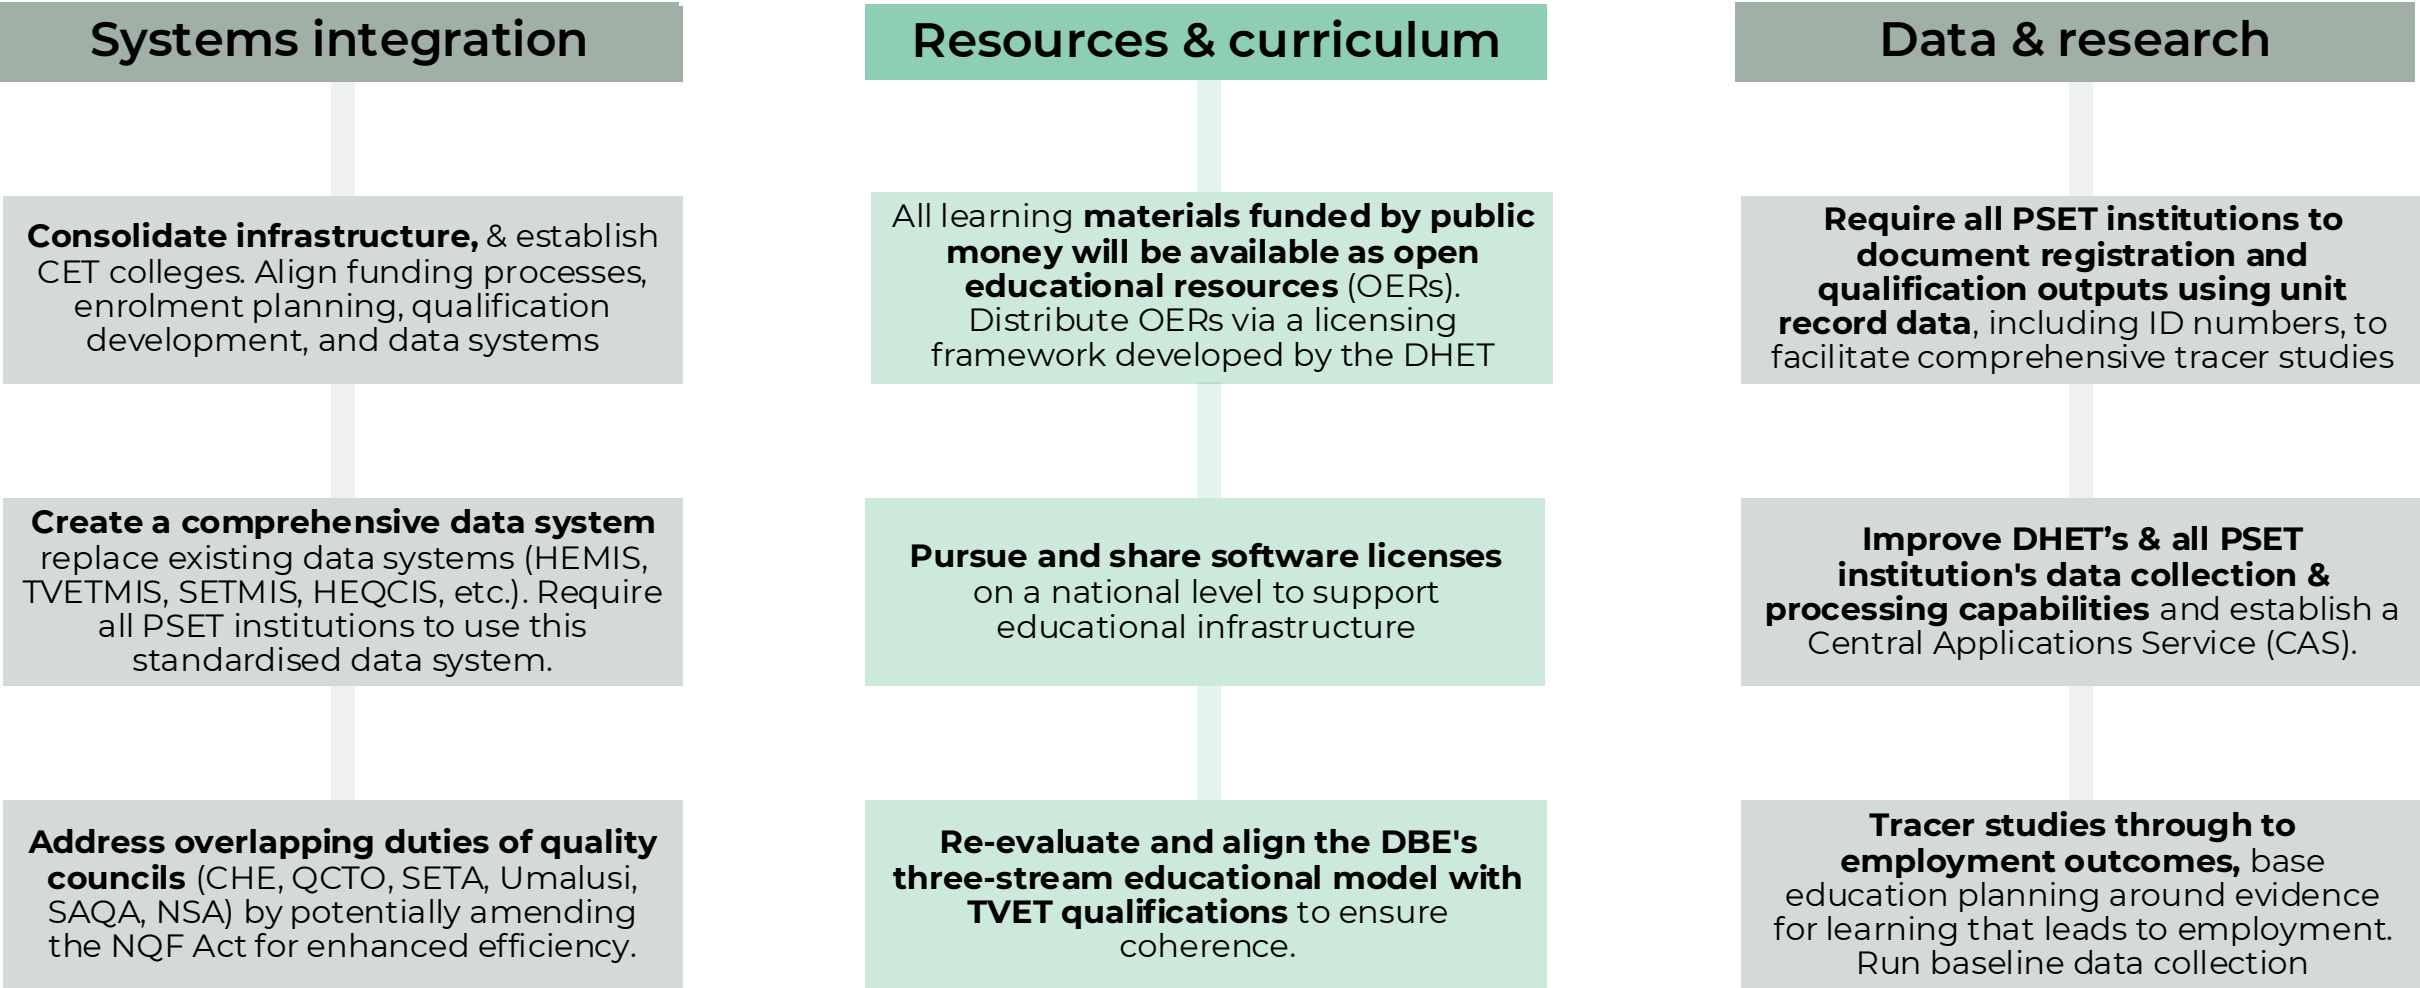 Systems integration
Consolidate infrastructure, & establish
CET colleges. Align funding processes,
enrolment planning, qualification
development, and data systems
Create a comprehensive data system
replace existing data systems (HEMIS,
TVETMIS, SETMIS, HEQCIS, etc.). Require
all PSET institutions to use this
standardised data system.
Address overlapping duties of quality
councils (CHE, QCTO, SETA, Umalusi,
SAQA, NSA) by potentially amending
the NQF Act for enhanced efficiency.
Resources & curriculum
All learning materials funded by public
money will be available as open
educational resources (OERs).
Distribute OERs via a licensing
framework developed by the DHET
Pursue and share software licenses
on a national level to support
educational infrastructure
Re-evaluate and align the DBE's
three-stream educational model with
TVET qualifications to ensure
coherence.
Data & research
Require all PSET institutions to
document registration and
qualification outputs using unit
record data, including ID numbers, to
facilitate comprehensive tracer studies
Improve DHET’s & all PSET
institution's data collection &
processing capabilities and establish a
Central Applications Service (CAS).
Tracer studies through to
employment outcomes, base
education planning around evidence
for learning that leads to employment.
Run baseline data collection